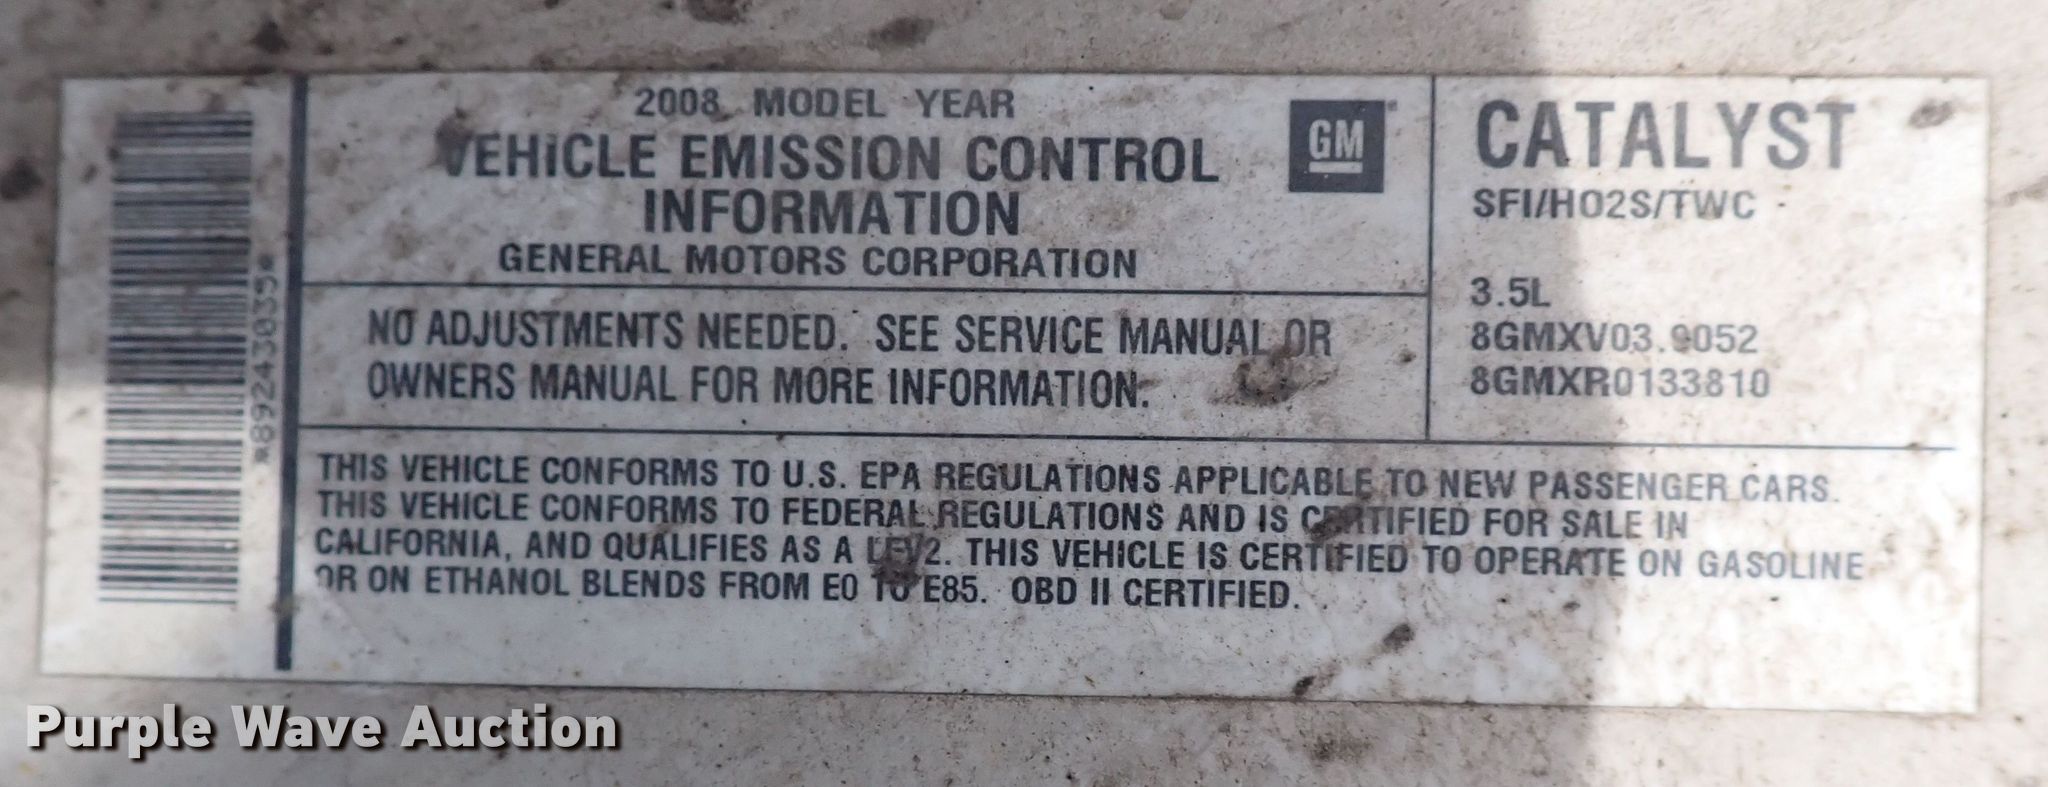 *89243039*
2008 MODEL YEAR
VEHICLE EMISSION CONTROL
INFORMATION
GENERAL MOTORS CORPORATION
GM
NO ADJUSTMENTS NEEDED. SEE SERVICE MANUAL OR
OWNERS MANUAL FOR MORE INFORMATION.
CATALYST
SFI/HO2S/TWC
3.5L
8GMXV03.9052
8GMXR0133810
THIS VEHICLE CONFORMS TO U.S. EPA REGULATIONS APPLICABLE TO NEW PASSENGER CARS.
THIS VEHICLE CONFORMS TO FEDERAL REGULATIONS AND IS CERTIFIED FOR SALE IN
CALIFORNIA, AND QUALIFIES AS A LEV2. THIS VEHICLE IS CERTIFIED TO OPERATE ON GASOLINE
OR ON ETHANOL BLENDS FROM E0 TO E85. OBD II CERTIFIED.
Purple Wave Auction